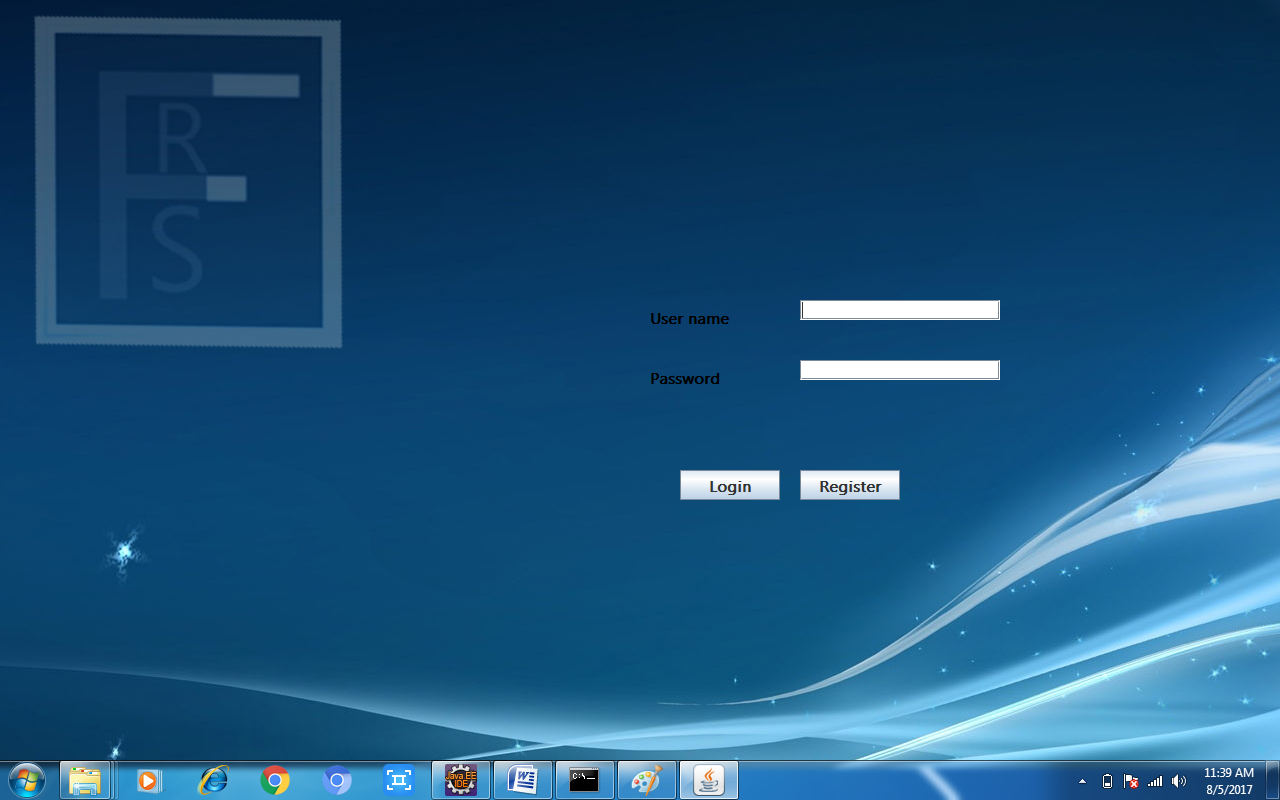 F
R
S
User name
Password
Login
Register
Java EE
IDE
W
C:\_
11:39 AM
8/5/2017